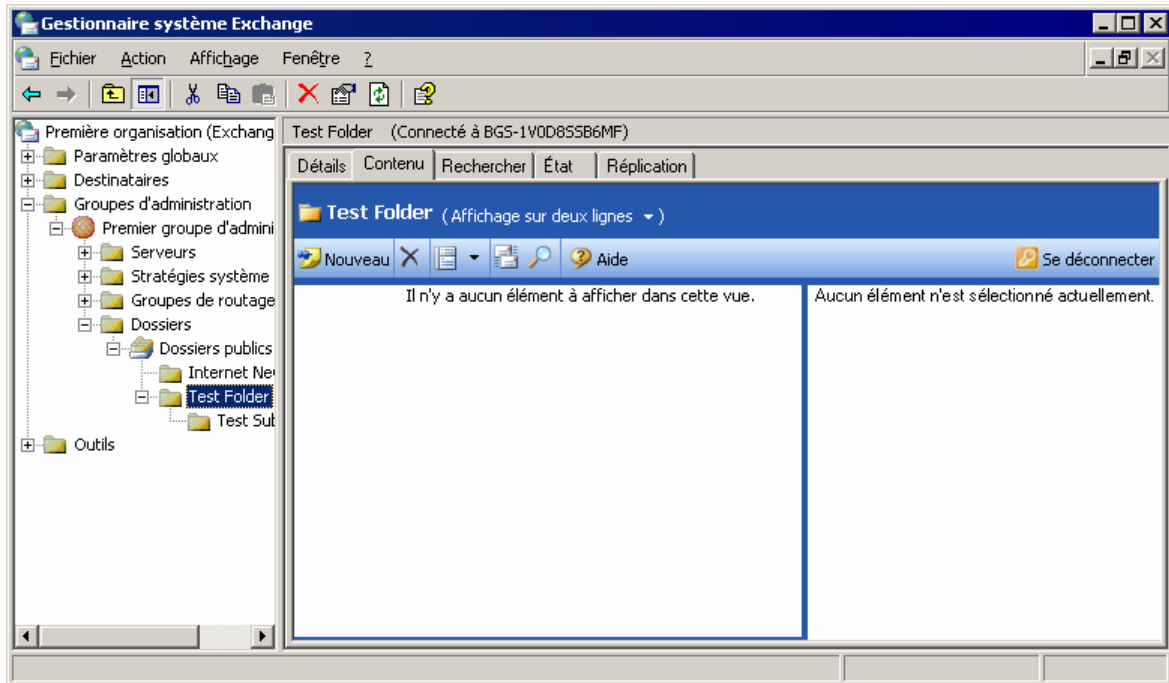 Gestionnaire système Exchange
Fichier Action Affichage Fenêtre ?
Première organisation (Exchang
Paramètres globaux
Destinataires
Groupes d'administration
Premier groupe d'admini
Serveurs
Stratégies système
Groupes de routage
Dossiers
Dossiers publics
Internet Ne
Test Folder
Test Sub
Outils
Test Folder (Connecté à BGS-1V0D8SSB6MF)
Détails Contenu Rechercher État Réplication
Test Folder (Affichage sur deux lignes )
Nouveau Aide Se déconnecter
Il n'y a aucun élément à afficher dans cette vue.
Aucun élément n'est sélectionné actuellement.